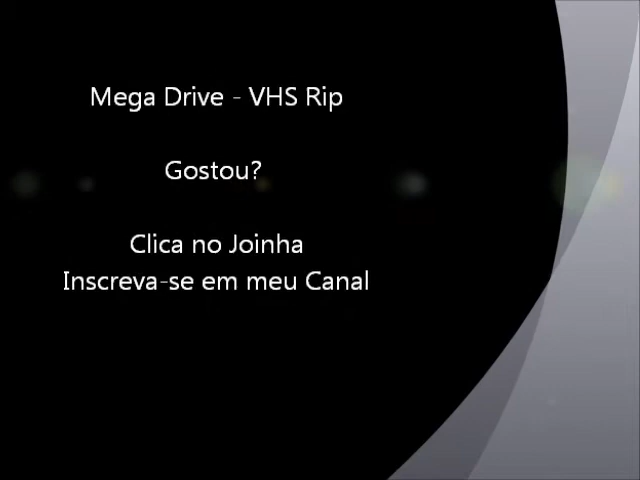 Mega Drive - VHS Rip
Gostou?
Clica no Joinha
Inscreva-se em meu Canal